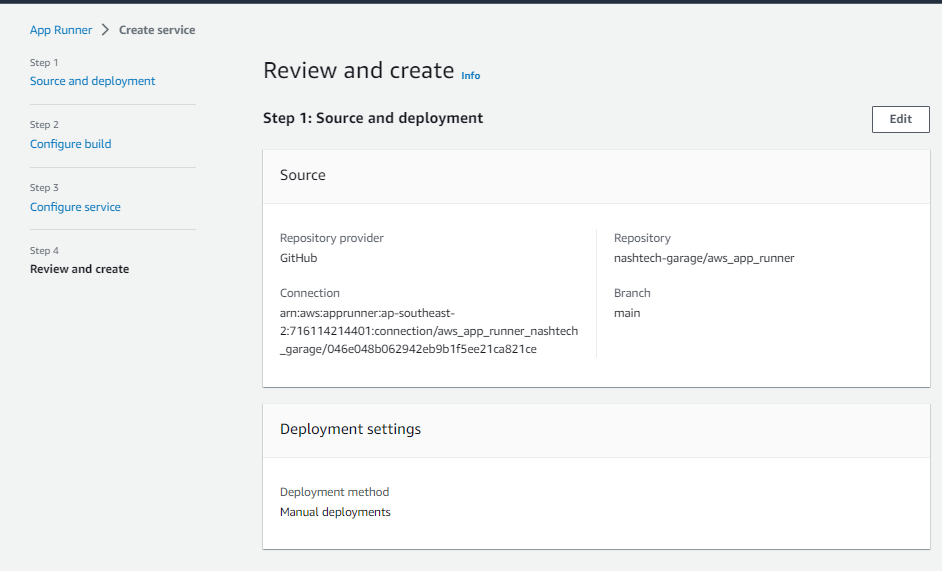 App Runner > Create service
Step 1
Source and deployment
Step 2
Configure build
Step 3
Configure service
Step 4
Review and create
Review and create Info
Step 1: Source and deployment
Edit
Source
Repository provider
GitHub
Connection
arn:aws:apprunner:ap-southeast-
2:716114214401:connection/aws_app_runner_nashtech
_garage/046e048b062942eb9b1f5ee21ca821ce
Repository
nashtech-garage/aws_app_runner
Branch
main
Deployment settings
Deployment method
Manual deployments